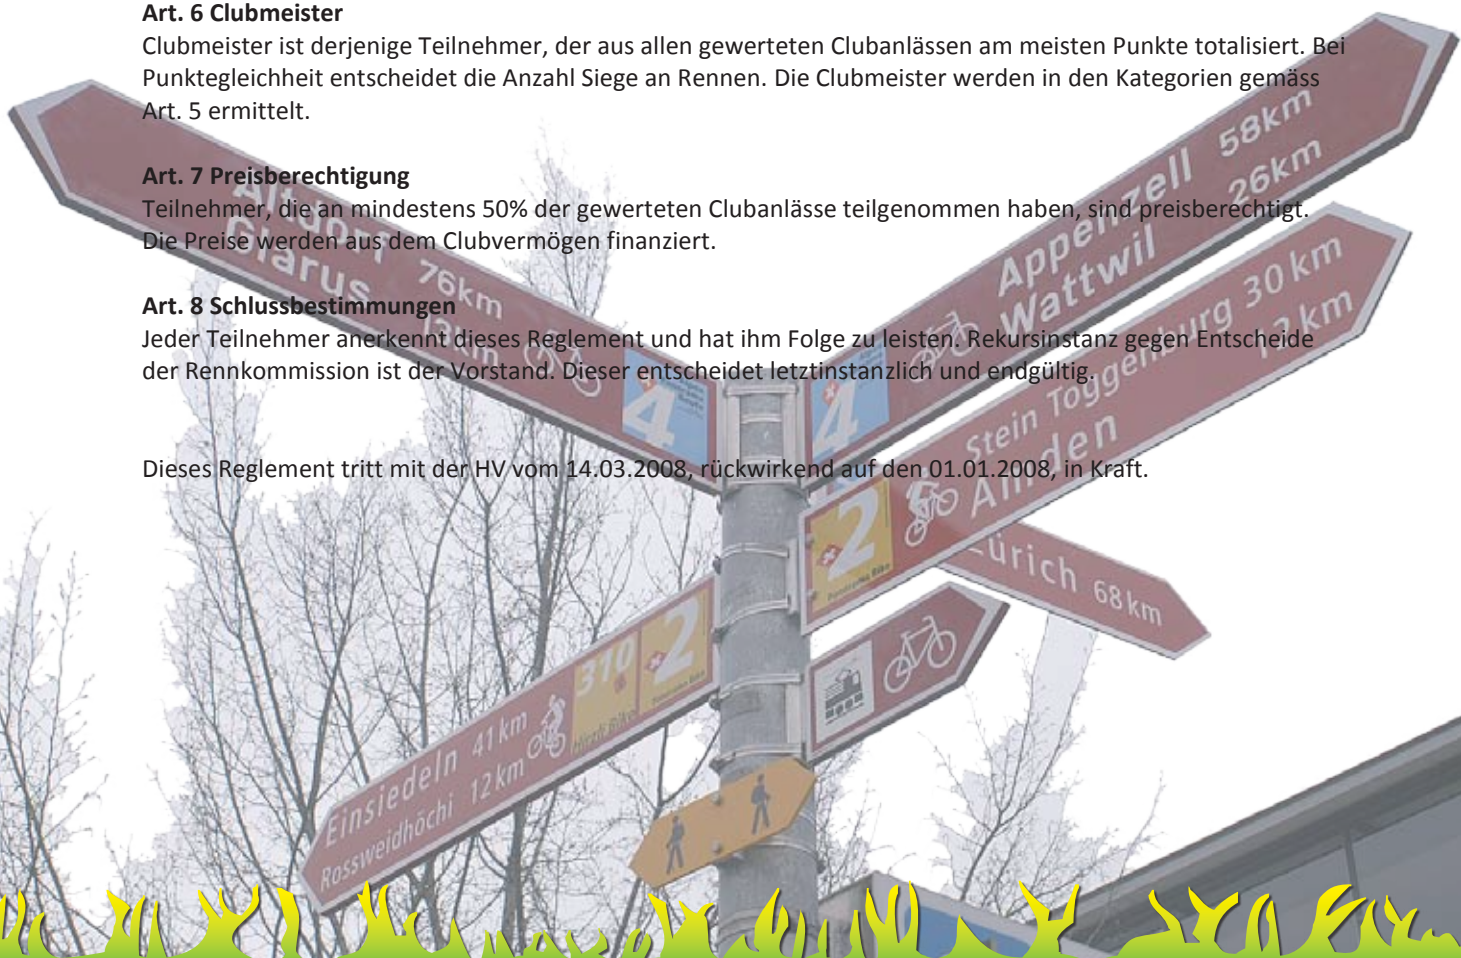 Art. 6 Clubmeister
Clubmeister ist derjenige Teilnehmer, der aus allen gewerteten Clubanlässen am meisten Punkte totalisiert. Bei
Punktegleichheit entscheidet die Anzahl Siege an Rennen. Die Clubmeister werden in den Kategorien gemäss
Art. 5 ermittelt.
Art. 7 Preisberechtigung
Teilnehmer, die an mindestens 50% der gewerteten Clubanlässe teilgenommen haben, sind preisberechtigt.
Die Preise werden aus dem Clubvermögen finanziert.
Art. 8 Schlussbestimmungen
Jeder Teilnehmer anerkennt dieses Reglement und hat ihm Folge zu leisten. Rekursinstanz gegen Entscheide
der Rennkommission ist der Vorstand. Dieser entscheidet letztinstanzlich und endgültig.
Dieses Reglement tritt mit der HV vom 14.03.2008, rückwirkend auf den 01.01.2008, in Kraft.
Altdorf 76km
Glarus 13km
4
Appenzell 58km
Wattwil 26km
4
Stein Toggenburg 30 km
Amden 12 km
2
Zürich 68 km
310
2
Einsiedeln 41 km
Rossweidhöchi 12 km